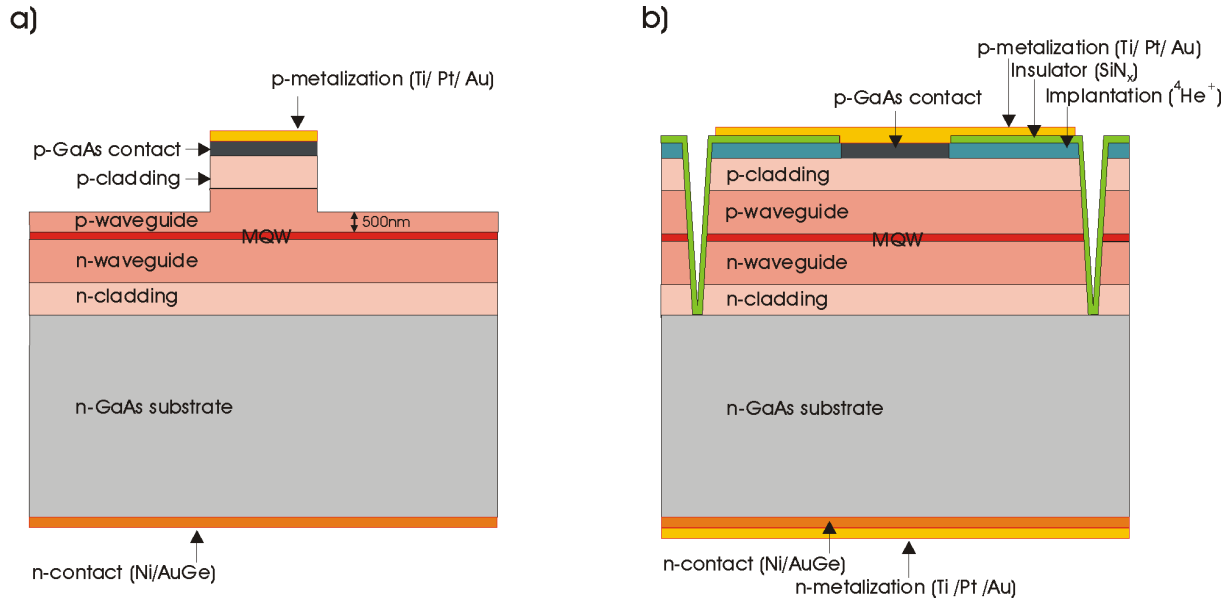 a)
p-metalization (Ti/ Pt/ Au)
p-GaAs contact
p-cladding
p-waveguide
500nm
MQW
n-waveguide
n-cladding
n-GaAs substrate
n-contact (Ni/AuGe)
b)
p-metalization (Ti/ Pt/ Au)
Insulator (SiNₓ)
Implantation (⁴He⁺)
p-GaAs contact
p-cladding
p-waveguide
MQW
n-waveguide
n-cladding
n-GaAs substrate
n-contact (Ni/AuGe)
n-metalization (Ti /Pt /Au)